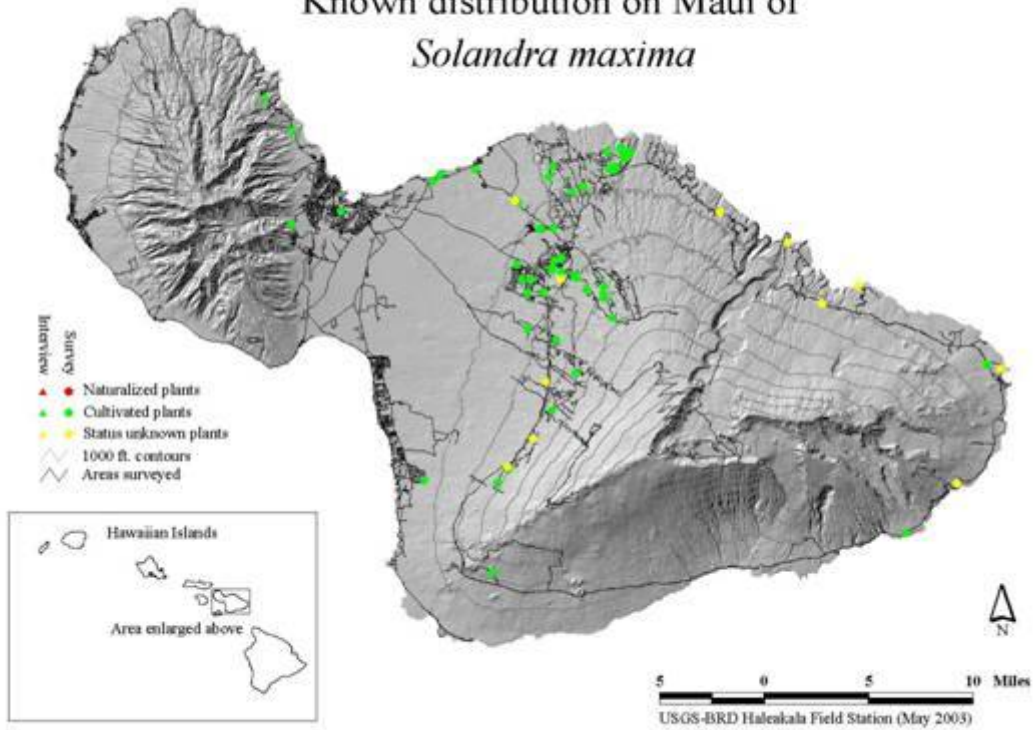 Known distribution on Maui of
Solandra maxima
Interview
Survey
Naturalized plants
Cultivated plants
Status unknown plants
1000 ft. contours
Areas surveyed
Hawaiian Islands
Area enlarged above
N
5 0 5 10 Miles
USGS-BRD Haleakala Field Station (May 2003)